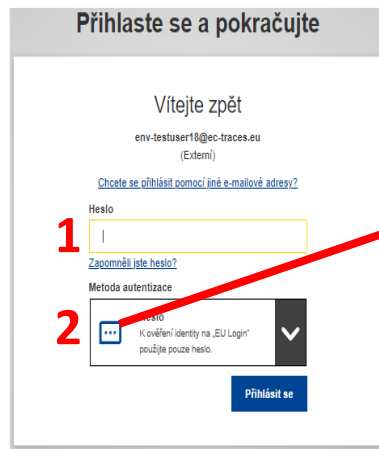 Přihlaste se a pokračujte
Vítejte zpět
env-testuser18@ec-traces.eu
(Externí)
Chcete se přihlásit pomocí jiné e-mailové adresy?
Heslo
1
Zapomněli jste heslo?
Metoda autentizace
2
Heslo
K ověření identity na „EU Login"
použijte pouze heslo.
Přihlásit se